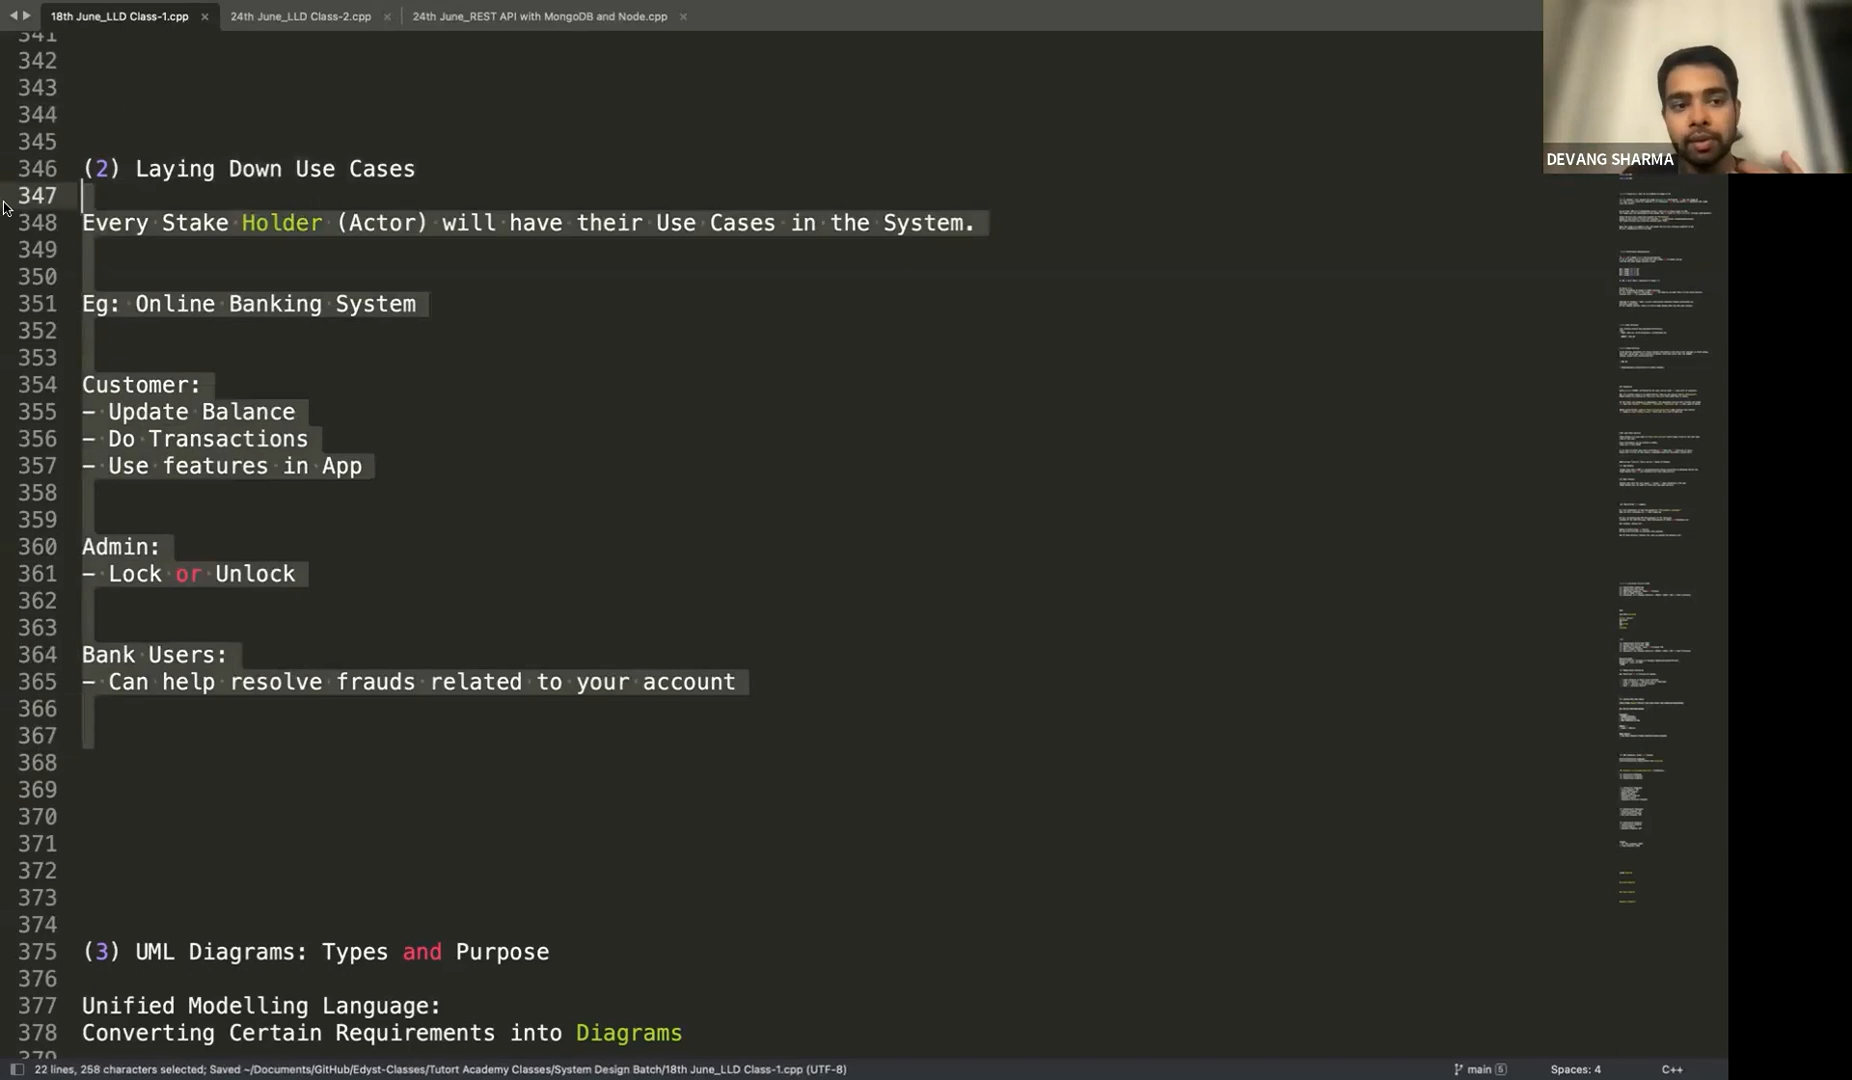 18th June_LLD Class-1.cpp
24th June_LLD Class-2.cpp
24th June_REST API with MongoDB and Node.cpp
341
342
343
344
345
346 (2) Laying Down Use Cases
347
348 Every Stake Holder (Actor) will have their Use Cases in the System.
349
350
351 Eg: Online Banking System
352
353
354 Customer:
355 - Update Balance
356 - Do Transactions
357 - Use features in App
358
359
360 Admin:
361 - Lock or Unlock
362
363
364 Bank Users:
365 - Can help resolve frauds related to your account
366
367
368
369
370
371
372
373
374
375 (3) UML Diagrams: Types and Purpose
376
377 Unified Modelling Language:
378 Converting Certain Requirements into Diagrams
379
DEVANG SHARMA
22 lines, 258 characters selected; Saved ~/Documents/GitHub/Edyst-Classes/Tutort Academy Classes/System Design Batch/18th June_LLD Class-1.cpp (UTF-8)
main 5
Spaces: 4
C++